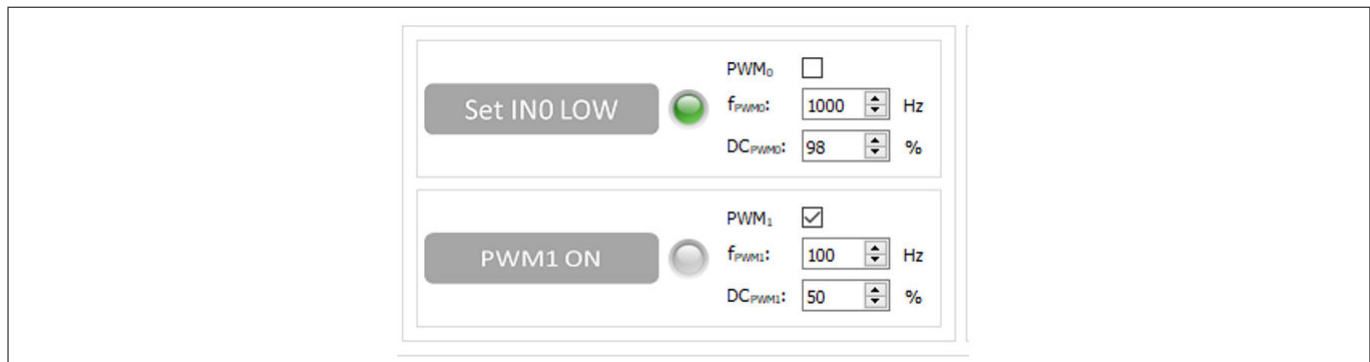 PWM₀
Set IN0 LOW
fPWM0: 1000 Hz
DCPWM0: 98 %
PWM₁
PWM1 ON
fPWM1: 100 Hz
DCPWM1: 50 %